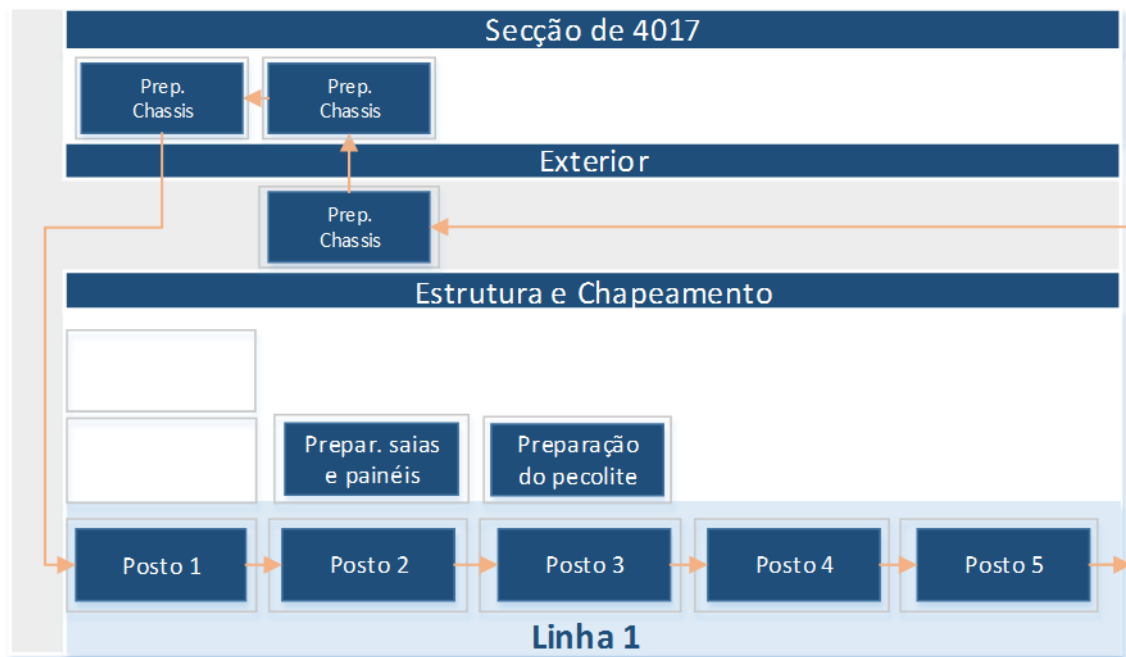 Secção de 4017
Prep.
Chassis
Prep.
Chassis
Exterior
Prep.
Chassis
Estrutura e Chapeamento
Prepar. saias
e painéis
Preparação
do pecolite
Posto 1
Posto 2
Posto 3
Posto 4
Posto 5
Linha 1